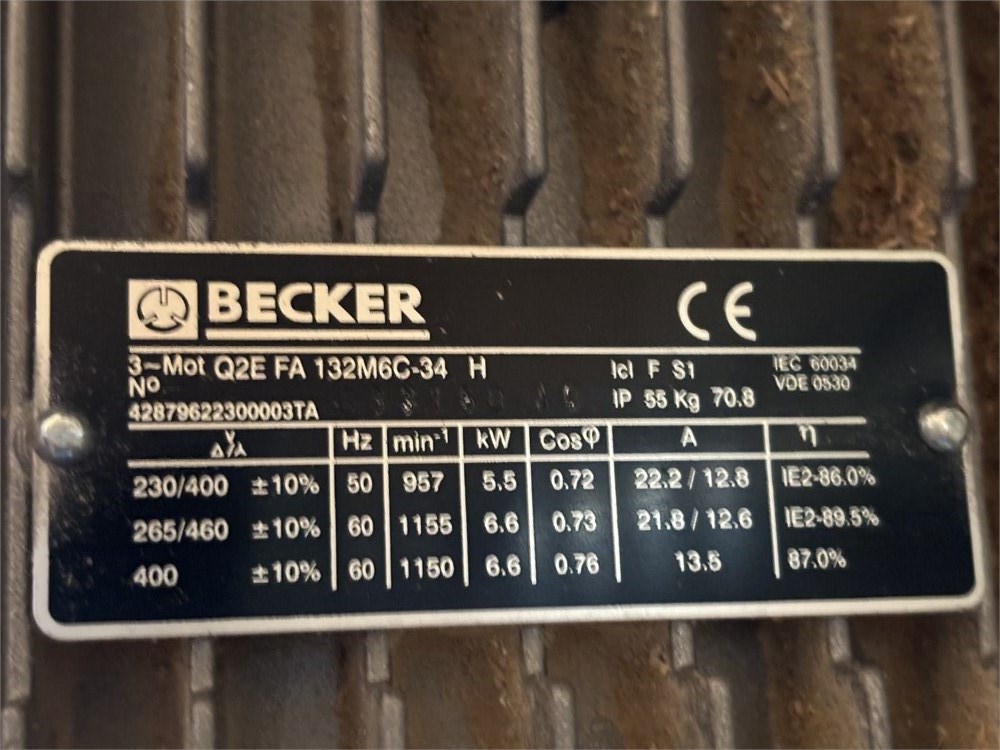 BECKER CE
3~Mot Q2E FA 132M6C-34 H Icl F S1 IEC 60034
No IP 55 Kg 70.8 VDE 0530
42879622300003TA
V Hz min-1 kW Cosφ A η
Δ/⅄
230/400 ±10% 50 957 5.5 0.72 22.2 / 12.8 IE2-86.0%
265/460 ±10% 60 1155 6.6 0.73 21.8 / 12.6 IE2-89.5%
400 ±10% 60 1150 6.6 0.76 13.5 87.0%